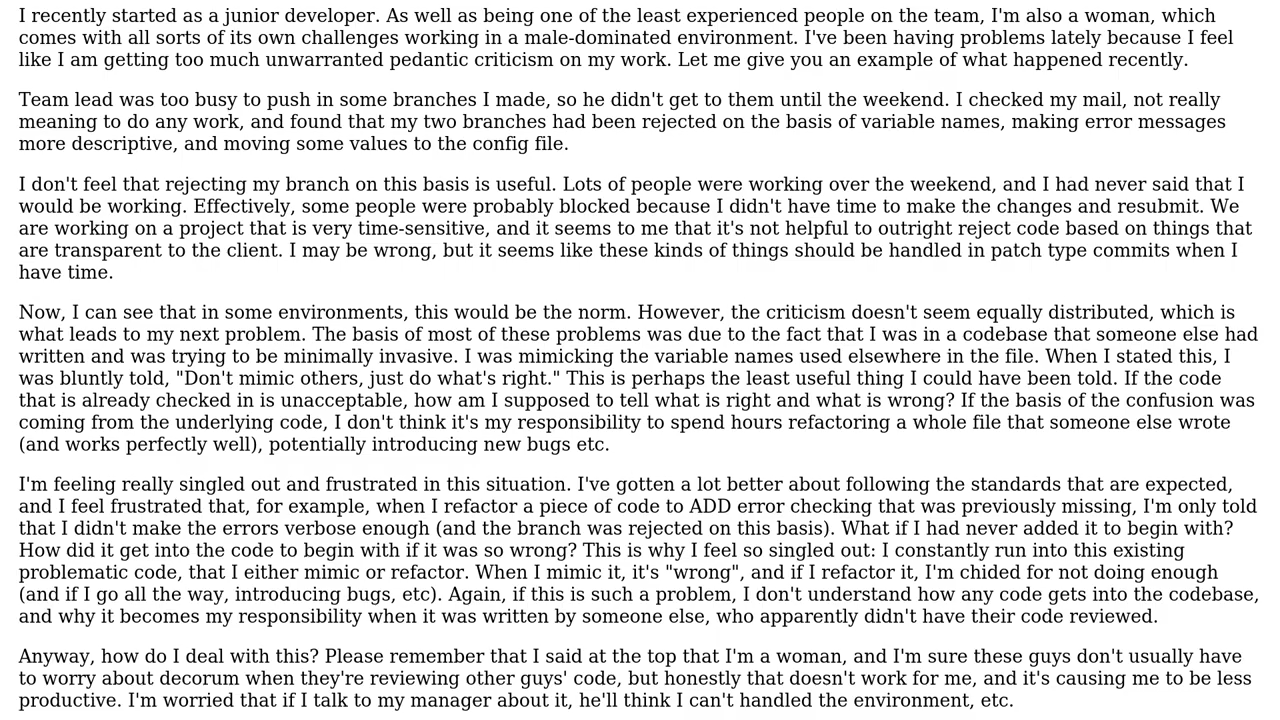 I recently started as a junior developer. As well as being one of the least experienced people on the team, I'm also a woman, which
comes with all sorts of its own challenges working in a male-dominated environment. I've been having problems lately because I feel
like I am getting too much unwarranted pedantic criticism on my work. Let me give you an example of what happened recently.
Team lead was too busy to push in some branches I made, so he didn't get to them until the weekend. I checked my mail, not really
meaning to do any work, and found that my two branches had been rejected on the basis of variable names, making error messages
more descriptive, and moving some values to the config file.
I don't feel that rejecting my branch on this basis is useful. Lots of people were working over the weekend, and I had never said that I
would be working. Effectively, some people were probably blocked because I didn't have time to make the changes and resubmit. We
are working on a project that is very time-sensitive, and it seems to me that it's not helpful to outright reject code based on things that
are transparent to the client. I may be wrong, but it seems like these kinds of things should be handled in patch type commits when I
have time.
Now, I can see that in some environments, this would be the norm. However, the criticism doesn't seem equally distributed, which is
what leads to my next problem. The basis of most of these problems was due to the fact that I was in a codebase that someone else had
written and was trying to be minimally invasive. I was mimicking the variable names used elsewhere in the file. When I stated this, I
was bluntly told, "Don't mimic others, just do what's right." This is perhaps the least useful thing I could have been told. If the code
that is already checked in is unacceptable, how am I supposed to tell what is right and what is wrong? If the basis of the confusion was
coming from the underlying code, I don't think it's my responsibility to spend hours refactoring a whole file that someone else wrote
(and works perfectly well), potentially introducing new bugs etc.
I'm feeling really singled out and frustrated in this situation. I've gotten a lot better about following the standards that are expected,
and I feel frustrated that, for example, when I refactor a piece of code to ADD error checking that was previously missing, I'm only told
that I didn't make the errors verbose enough (and the branch was rejected on this basis). What if I had never added it to begin with?
How did it get into the code to begin with if it was so wrong? This is why I feel so singled out: I constantly run into this existing
problematic code, that I either mimic or refactor. When I mimic it, it's "wrong", and if I refactor it, I'm chided for not doing enough
(and if I go all the way, introducing bugs, etc). Again, if this is such a problem, I don't understand how any code gets into the codebase,
and why it becomes my responsibility when it was written by someone else, who apparently didn't have their code reviewed.
Anyway, how do I deal with this? Please remember that I said at the top that I'm a woman, and I'm sure these guys don't usually have
to worry about decorum when they're reviewing other guys' code, but honestly that doesn't work for me, and it's causing me to be less
productive. I'm worried that if I talk to my manager about it, he'll think I can't handled the environment, etc.